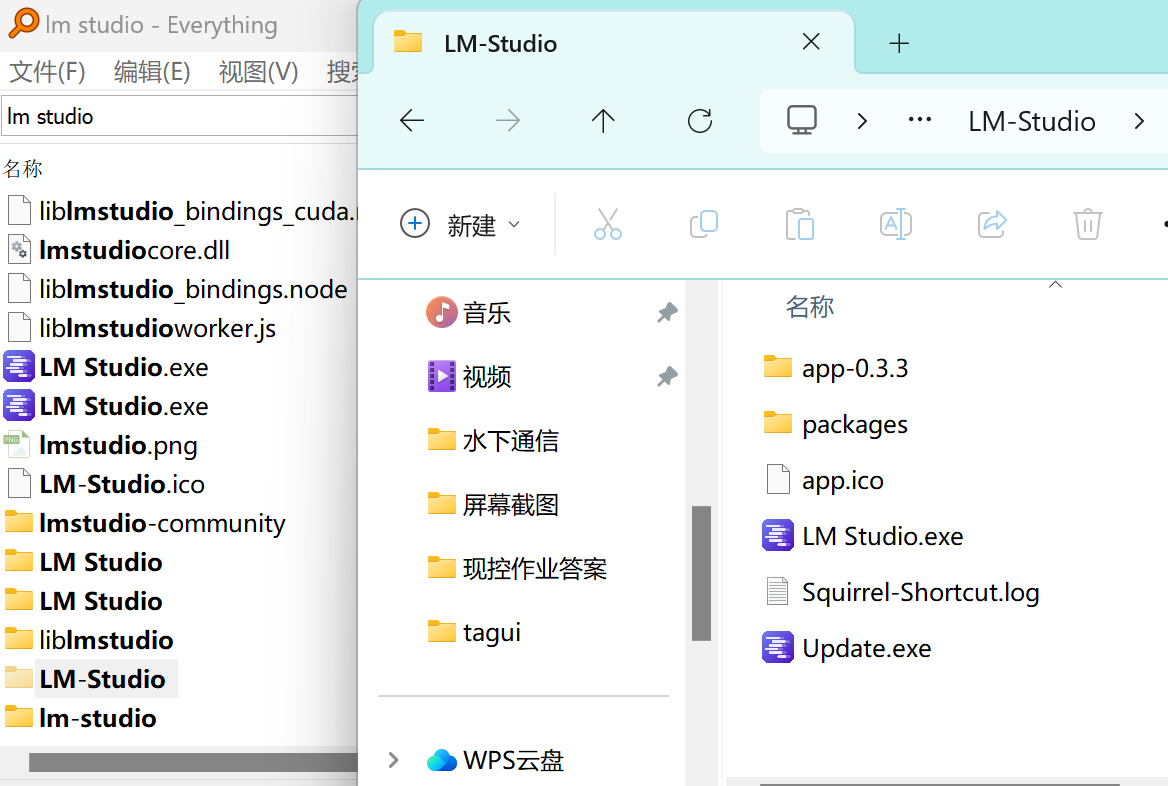 lm studio - Everything
文件(F) 编辑(E) 视图(V)
lm studio
名称
liblmstudio_bindings_cuda.
lmstudiocore.dll
liblmstudio_bindings.node
liblmstudioworker.js
LM Studio.exe
LM Studio.exe
PNG
lmstudio.png
LM-Studio.ico
lmstudio-community
LM Studio
LM Studio
liblmstudio
LM-Studio
lm-studio
LM-Studio
LM-Studio
新建
音乐
视频
水下通信
屏幕截图
现控作业答案
tagui
WPS云盘
名称
app-0.3.3
packages
app.ico
LM Studio.exe
Squirrel-Shortcut.log
Update.exe